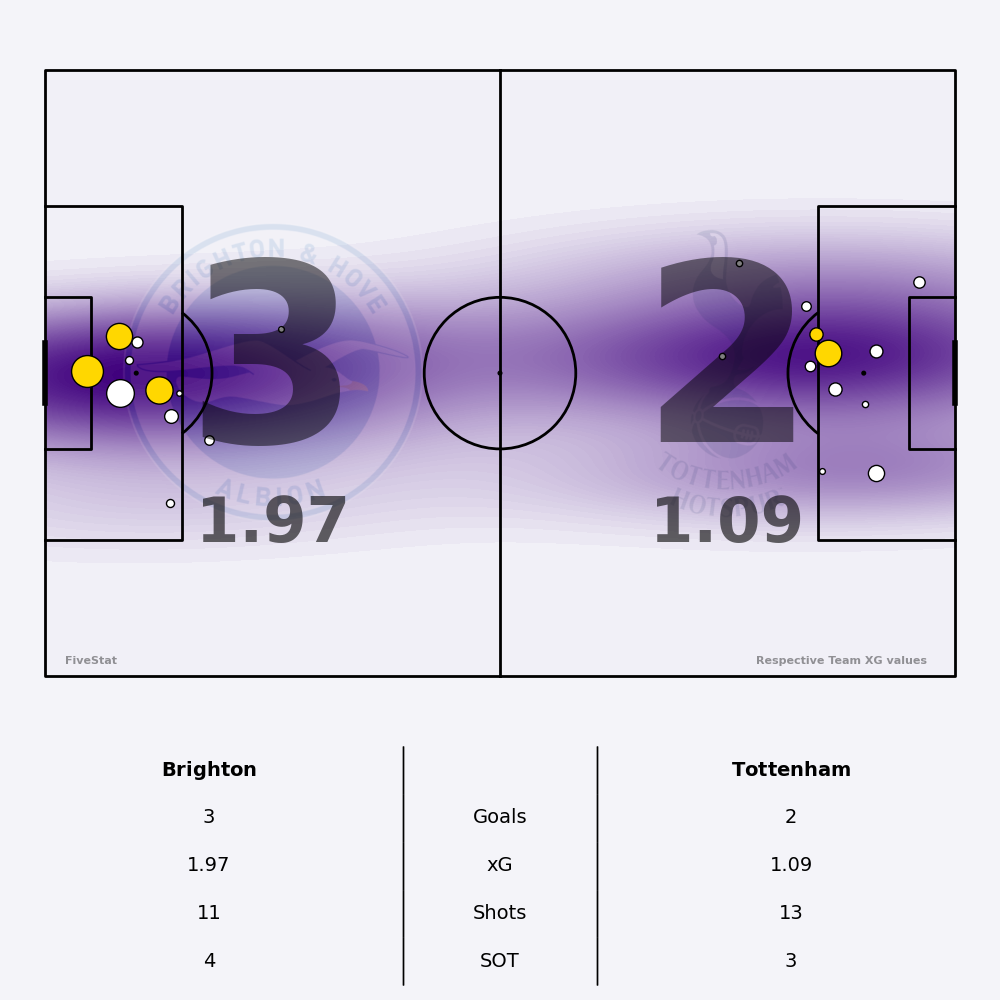 BRIGHTON & HOVE
ALBION
3
1.97
TOTTENHAM
HOTSPUR
2
1.09
FiveStat
Respective Team XG values
Brighton Tottenham
3 Goals 2
1.97 xG 1.09
11 Shots 13
4 SOT 3